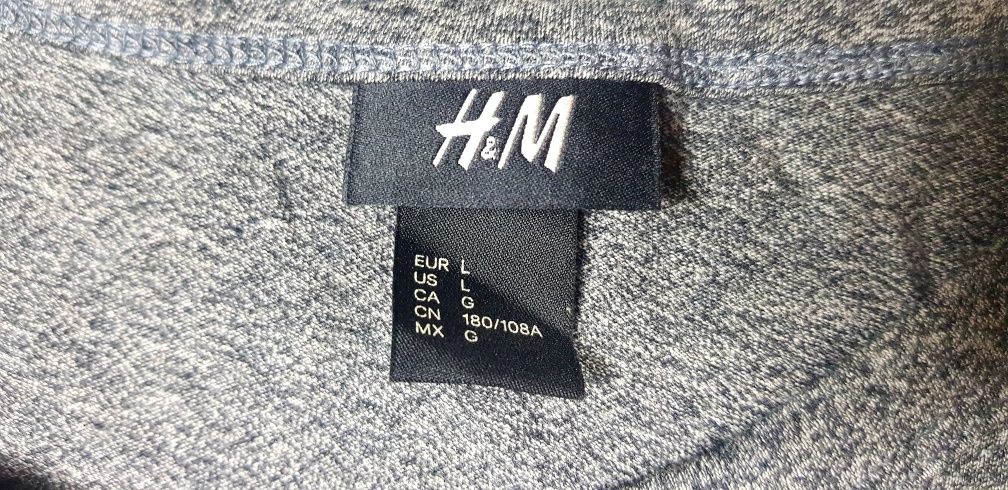 H&M
EUR L
US L
CA G
CN 180/108A
MX G